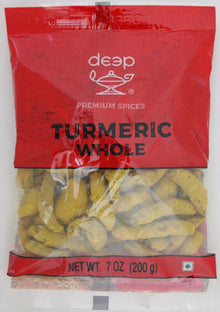 deep
®
PREMIUM SPICES
TURMERIC
WHOLE
NET WT. 7 OZ (200 g)